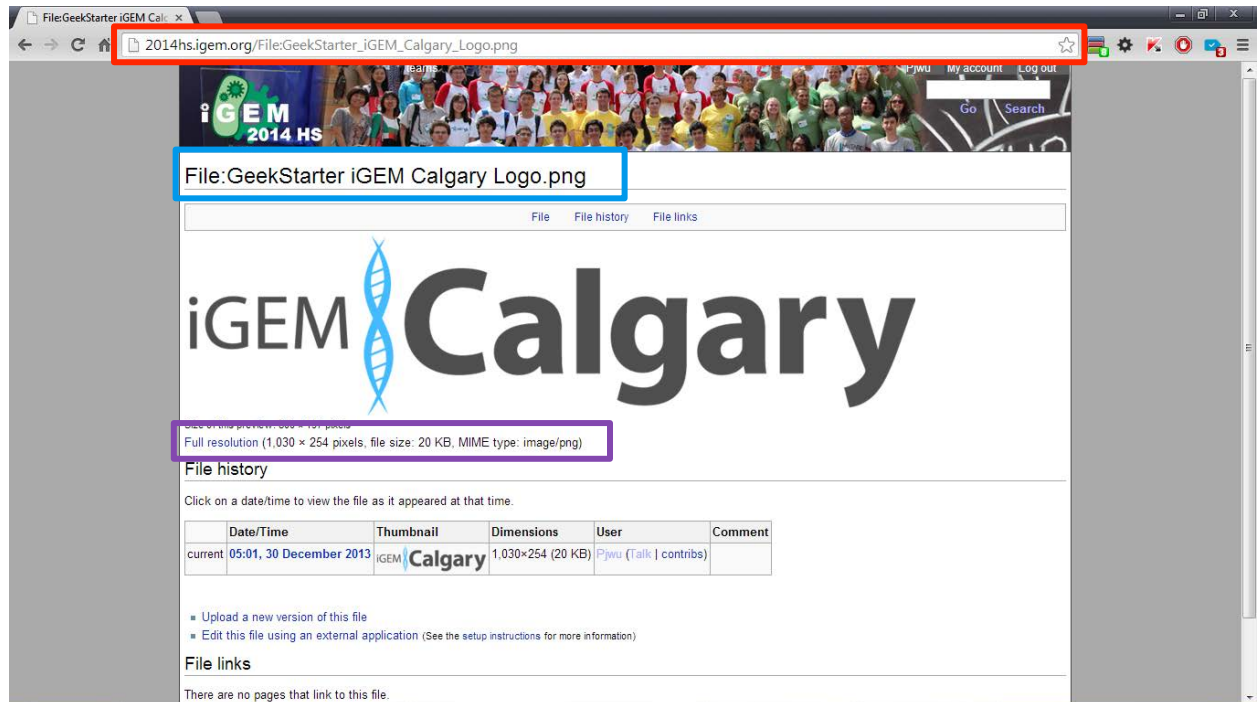 File:GeekStarter iGEM Calg
2014hs.igem.org/File:GeekStarter_iGEM_Calgary_Logo.png
Teams
Pjwu My account Log out
iGEM
2014 HS
Go Search
File:GeekStarter iGEM Calgary Logo.png
File File history File links
iGEM Calgary
Full resolution (1,030 × 254 pixels, file size: 20 KB, MIME type: image/png)
File history
Click on a date/time to view the file as it appeared at that time.
Date/Time Thumbnail Dimensions User Comment
current 05:01, 30 December 2013 iGEM Calgary 1,030×254 (20 KB) Pjwu (Talk | contribs)
Upload a new version of this file
Edit this file using an external application (See the setup instructions for more information)
File links
There are no pages that link to this file.